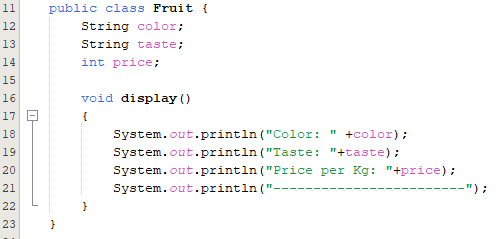 11 public class Fruit {
12     String color;
13     String taste;
14     int price;
15
16     void display()
17     {
18         System.out.println("Color: " +color);
19         System.out.println("Taste: "+taste);
20         System.out.println("Price per Kg: "+price);
21         System.out.println("------------------------");
22     }
23 }